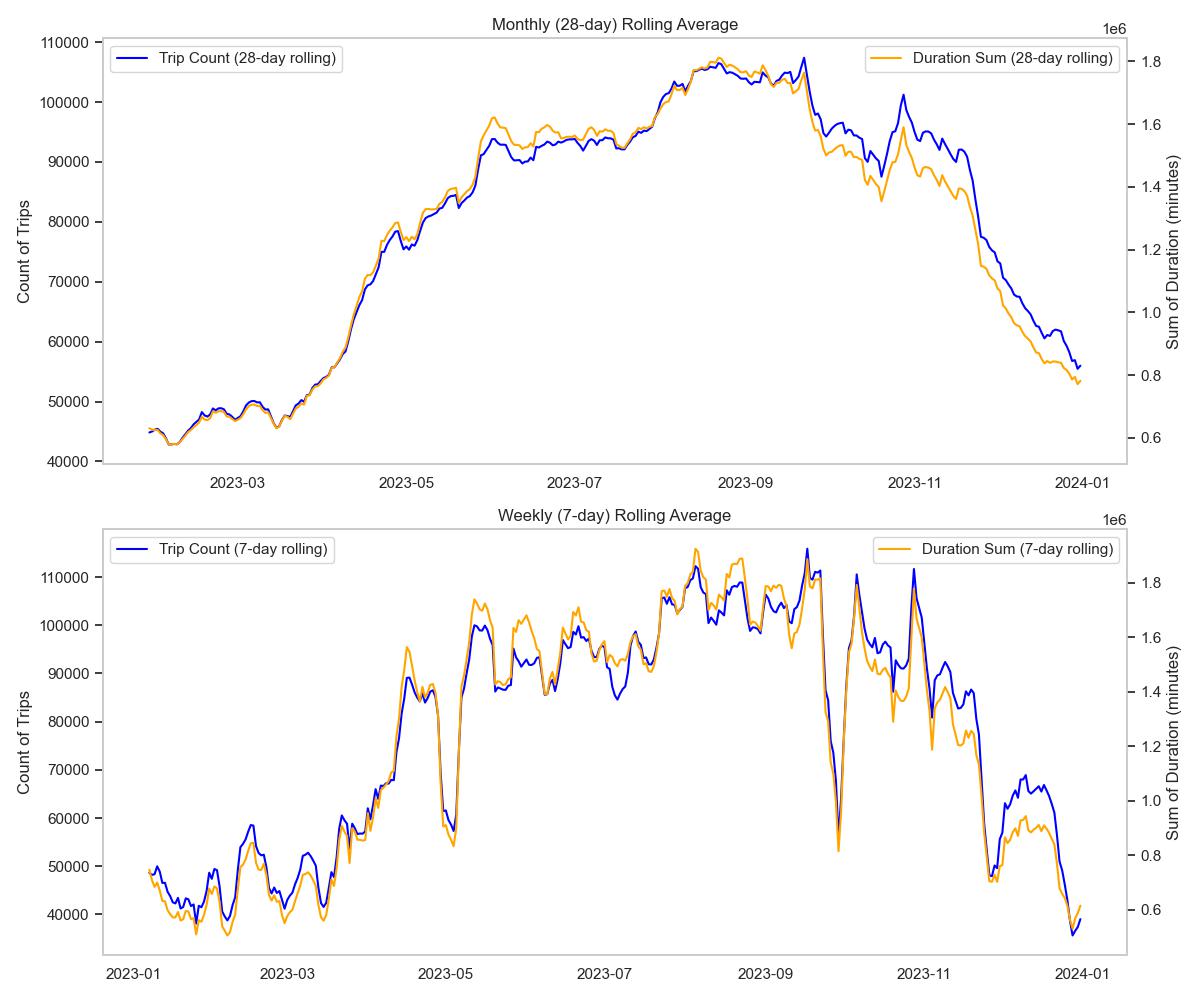 Monthly (28-day) Rolling Average
1e6
Trip Count (28-day rolling)
Duration Sum (28-day rolling)
110000
100000
90000
80000
70000
60000
50000
40000
Count of Trips
1.8
1.6
1.4
1.2
1.0
0.8
0.6
Sum of Duration (minutes)
2023-03 2023-05 2023-07 2023-09 2023-11 2024-01
Weekly (7-day) Rolling Average
1e6
Trip Count (7-day rolling)
Duration Sum (7-day rolling)
110000
100000
90000
80000
70000
60000
50000
40000
Count of Trips
1.8
1.6
1.4
1.2
1.0
0.8
0.6
Sum of Duration (minutes)
2023-01 2023-03 2023-05 2023-07 2023-09 2023-11 2024-01